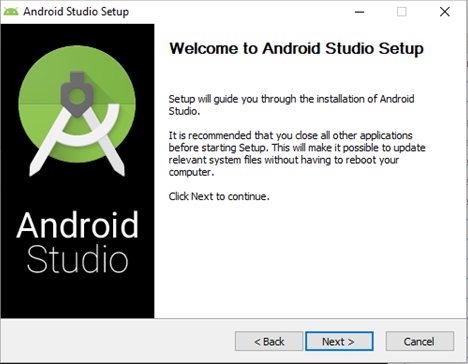 Android Studio Setup
Welcome to Android Studio Setup
Setup will guide you through the installation of Android
Studio.
It is recommended that you close all other applications
before starting Setup. This will make it possible to update
relevant system files without having to reboot your
computer.
Click Next to continue.
Android
Studio
< Back
Next >
Cancel